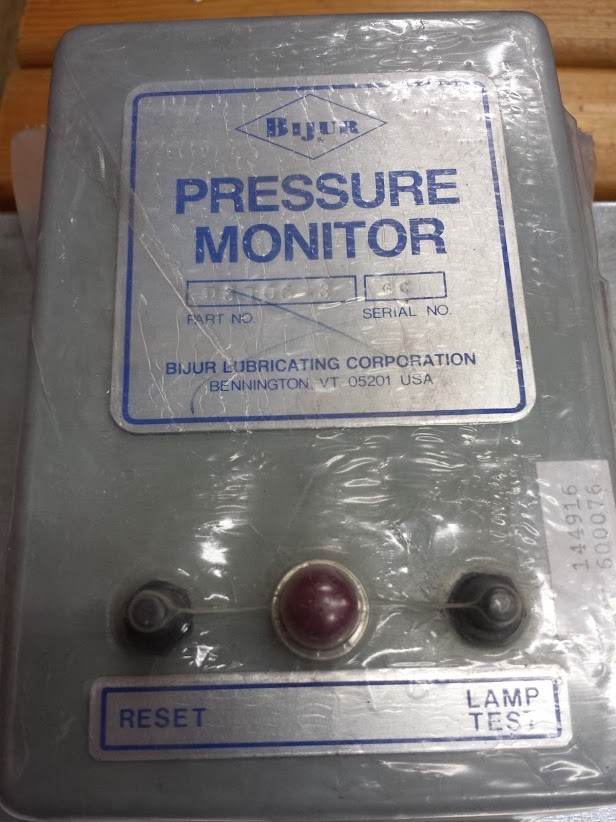 BIJUR
PRESSURE
MONITOR
PART NO. SERIAL NO.
BIJUR LUBRICATING CORPORATION
BENNINGTON, VT. 05201 USA
144916
600076
RESET
LAMP
TEST